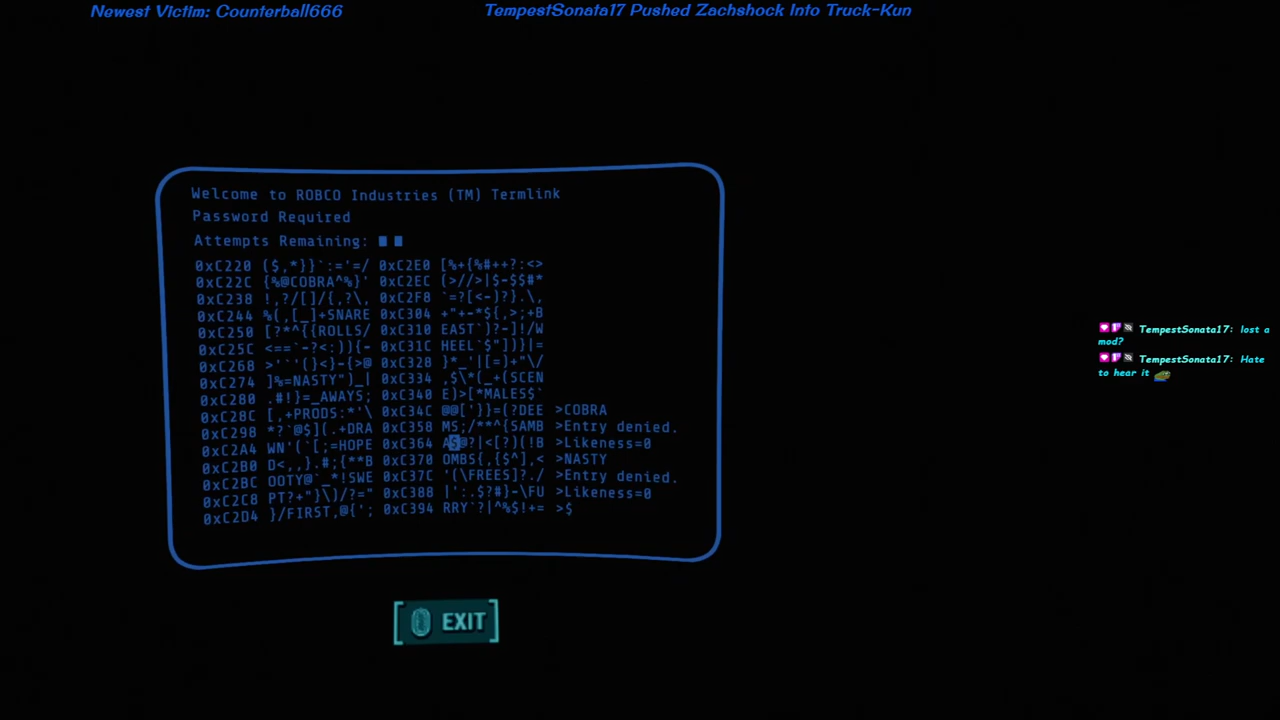 Newest Victim: Counterball666
TempestSonata17 Pushed Zachshock Into Truck-Kun
Welcome to ROBCO Industries (TM) Termlink
Password Required
Attempts Remaining: ■ ■
0xC220 ($,*}}`:='=/ 0xC2E0 [%+{%#++?:<>
0xC22C {%@COBRA^%}' 0xC2EC (>//>|$-$$#*
0xC238 !,?/[]/{,?\, 0xC2F8 `=?[<-)?}.\,
0xC244 %(,[_]+SNARE 0xC304 +"+-*${,>;+B
0xC250 [?*^{{ROLLS/ 0xC310 EAST`)?-]!/W
0xC25C <==`-?<:)){- 0xC31C HEEL`$"])}|=
0xC268 >'`'(}<}-{>@ 0xC328 }*_'|[=)+"\/
0xC274 ]%=NASTY")_| 0xC334 ,$\*(_+(SCEN
0xC280 .#!}=_AWAYS; 0xC340 E}>[*MALES$`
0xC28C [,+PRODS:*'\ 0xC34C @@['}}=(?DEE >COBRA
0xC298 *?`@$](.+DRA 0xC358 MS;/**^{SAMB >Entry denied.
0xC2A4 WN'(`[;=HOPE 0xC364 A$@?|<[?)(!B >Likeness=0
0xC2B0 D<,,}.#;{**B 0xC370 OMBS{,{$^],< >NASTY
0xC2BC OOTY@`_*!SWE 0xC37C '(\FREES]?./ >Entry denied.
0xC2C8 PT?+"}\)/?=" 0xC388 |':.$?#}-\FU >Likeness=0
0xC2D4 }/FIRST,@{'; 0xC394 RRY`?|^%$!+= >$
EXIT
TempestSonata17: lost a
mod?
TempestSonata17: Hate
to hear it